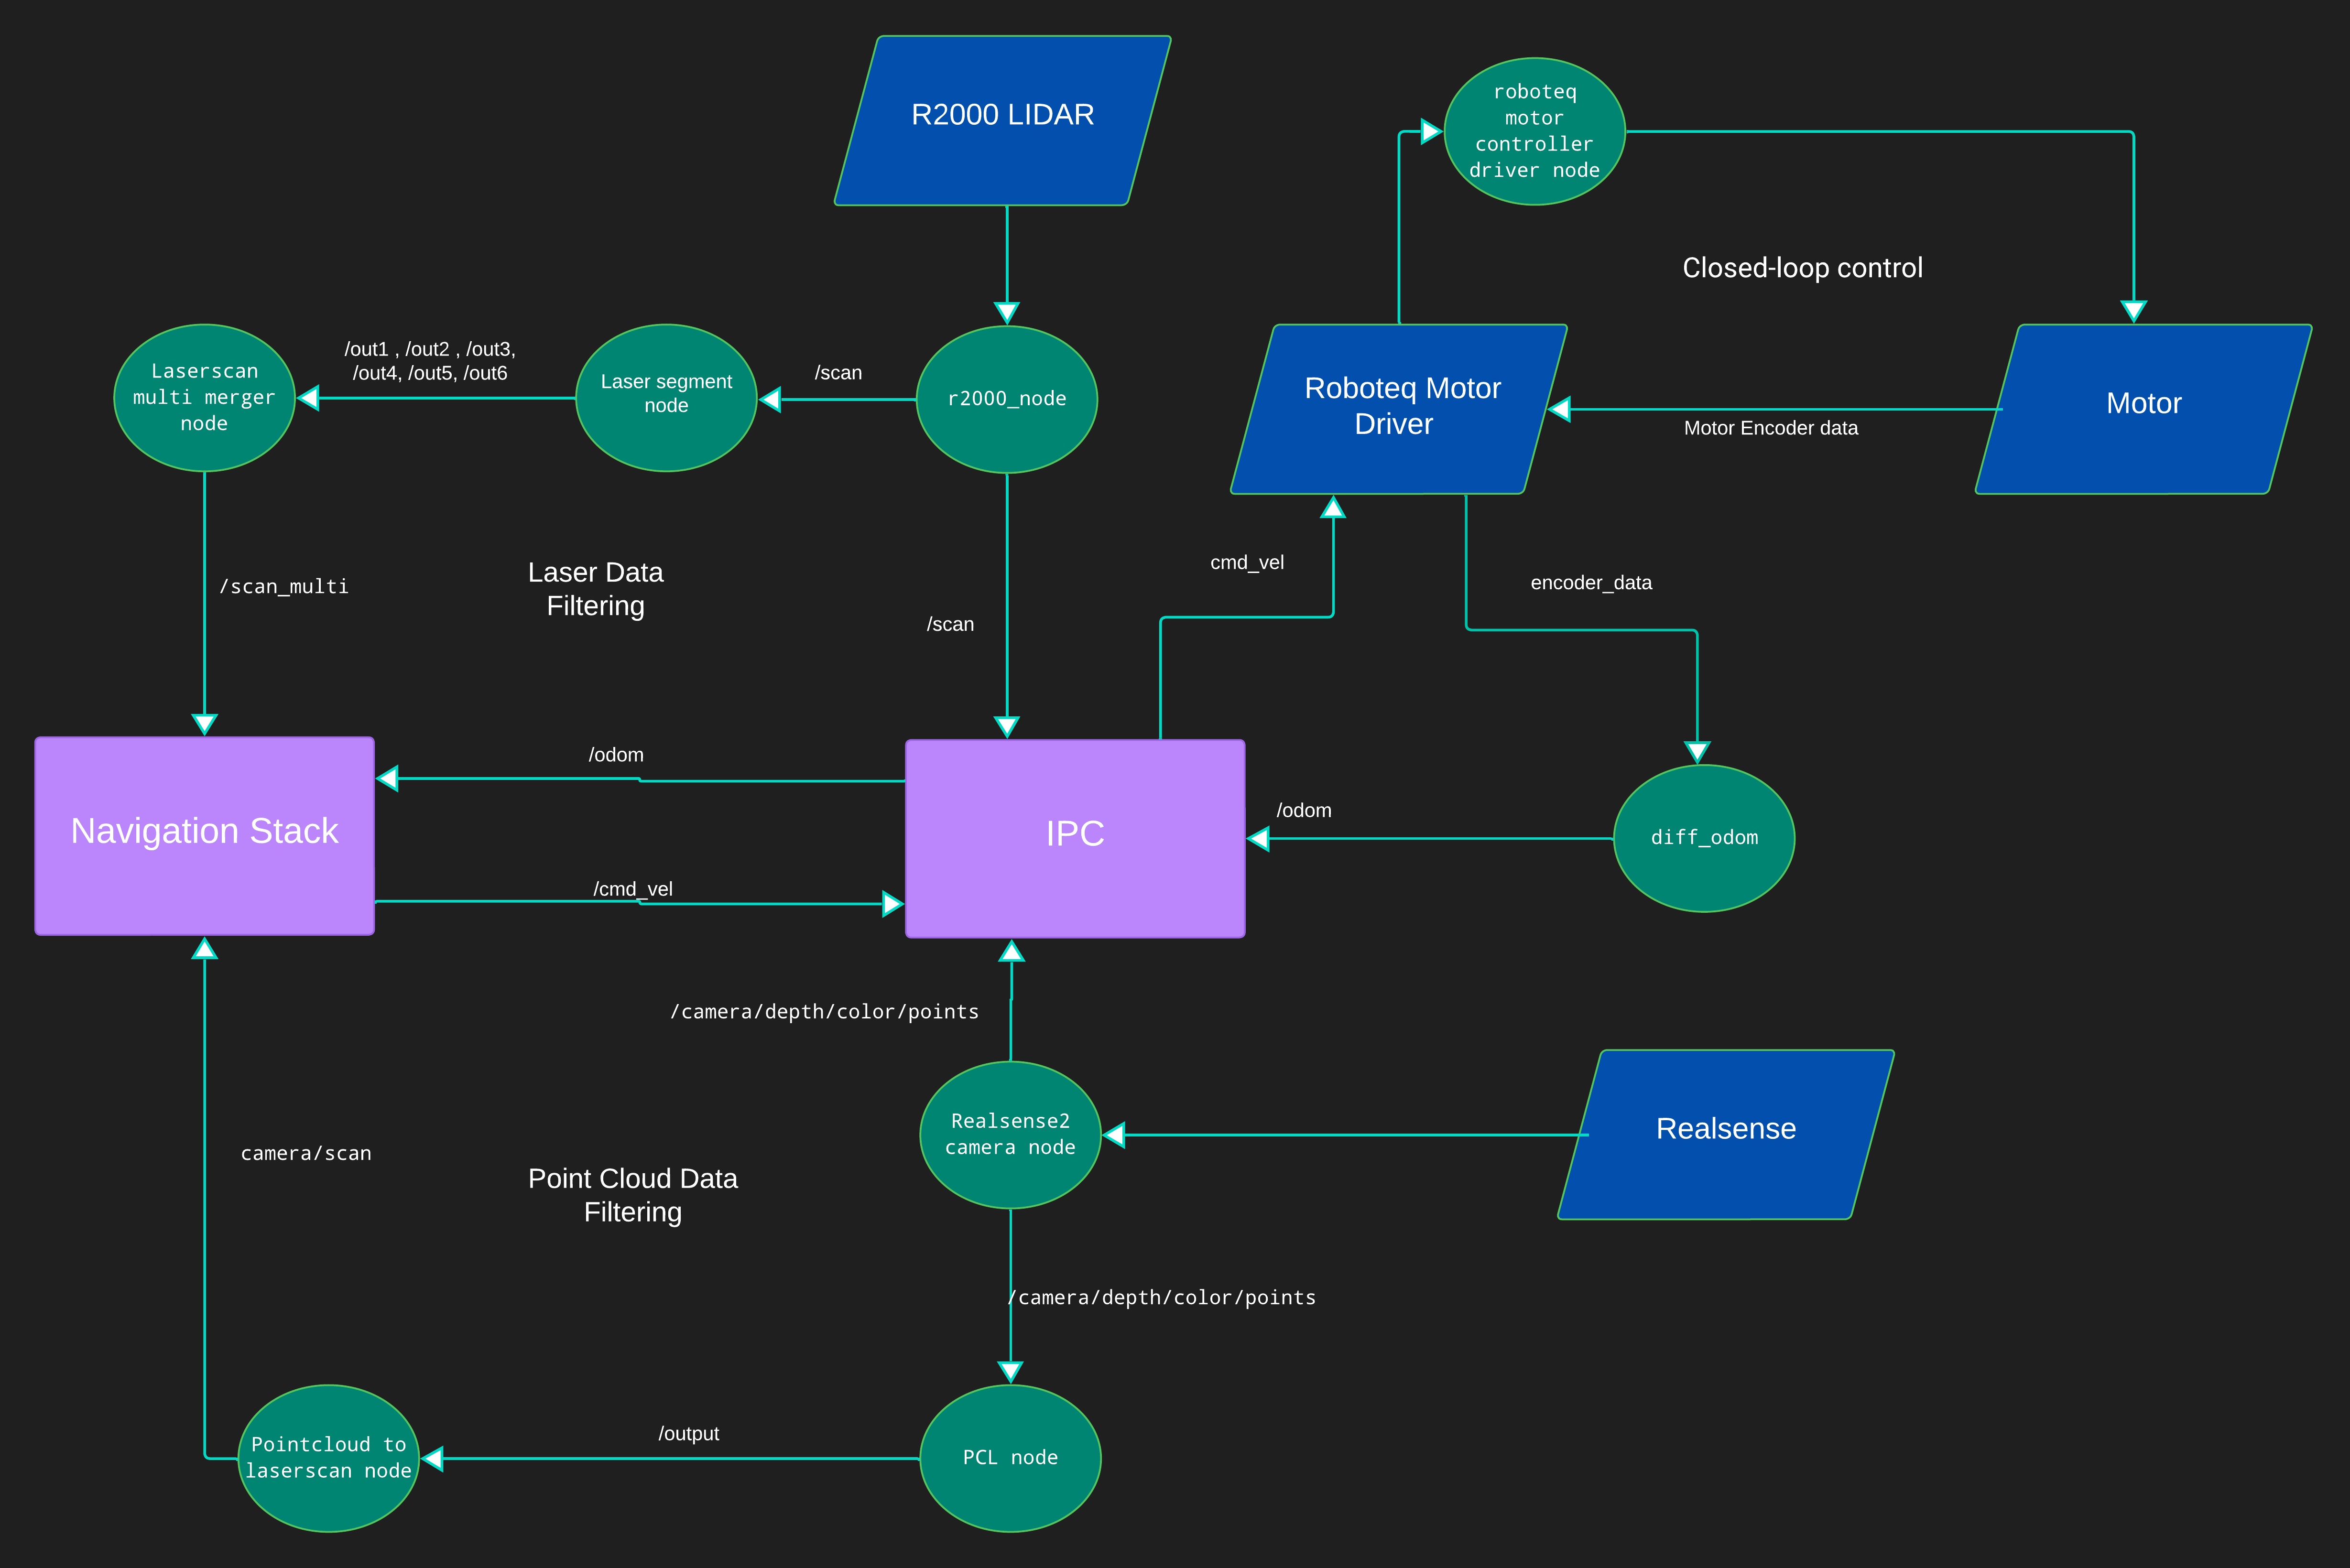 R2000 LIDAR
roboteq
motor
controller
driver node
Closed-loop control
Laserscan
multi merger
node
/out1 , /out2 , /out3,
/out4, /out5, /out6
Laser segment
node
/scan
r2000_node
Roboteq Motor
Driver
Motor Encoder data
Motor
/scan_multi
Laser Data
Filtering
/scan
cmd_vel
encoder_data
Navigation Stack
/odom
/cmd_vel
IPC
/odom
diff_odom
/camera/depth/color/points
Realsense2
camera node
Realsense
camera/scan
Point Cloud Data
Filtering
/camera/depth/color/points
Pointcloud to
laserscan node
/output
PCL node